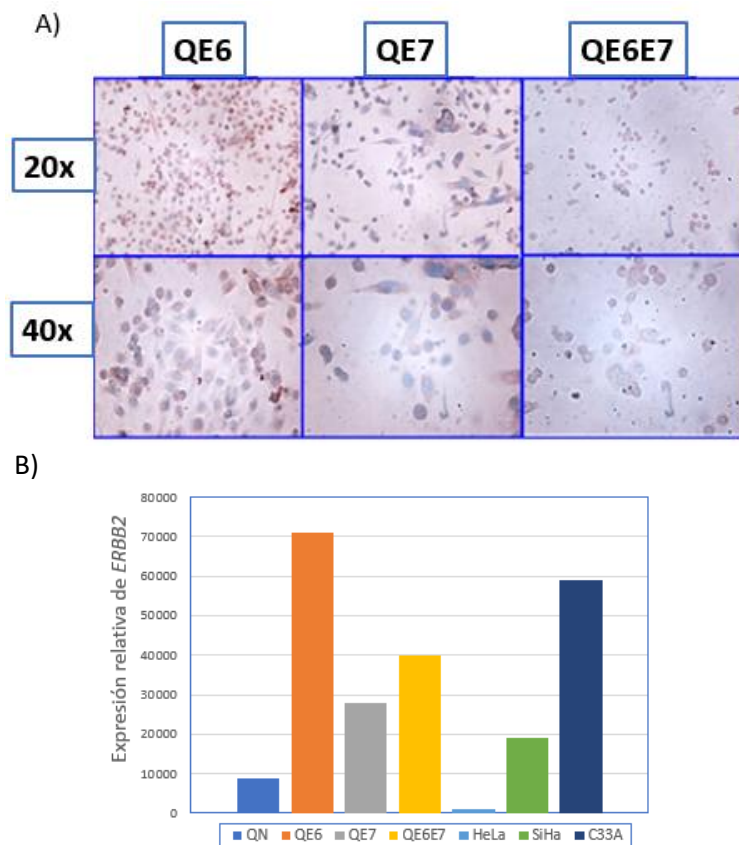 A)
QE6 QE7 QE6E7
20x
40x
B)
Expresión relativa de ERBB2
80000
70000
60000
50000
40000
30000
20000
10000
0
QN QE6 QE7 QE6E7 HeLa SiHa C33A